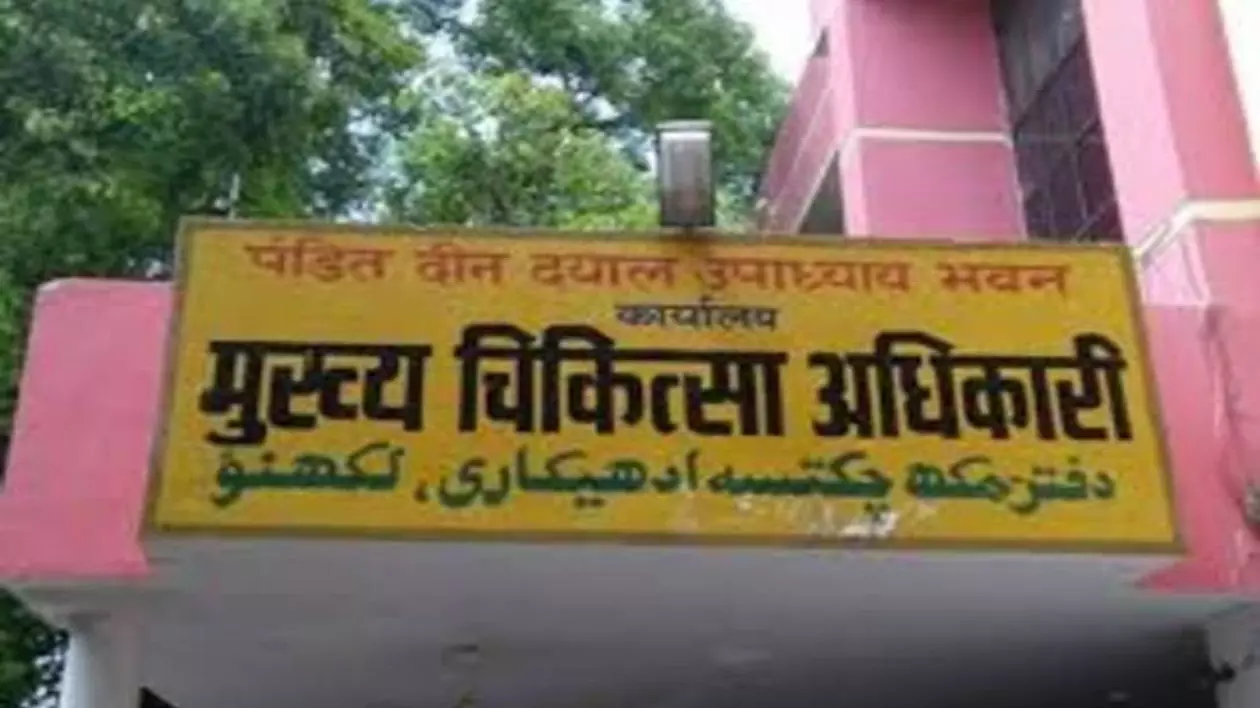 पंडित दीन दयाल उपाध्याय भवन
कार्यालय
मुख्य चिकित्सा अधिकारी
دفتر مکھ چکتسہ ادھیکاری، لکھنؤ